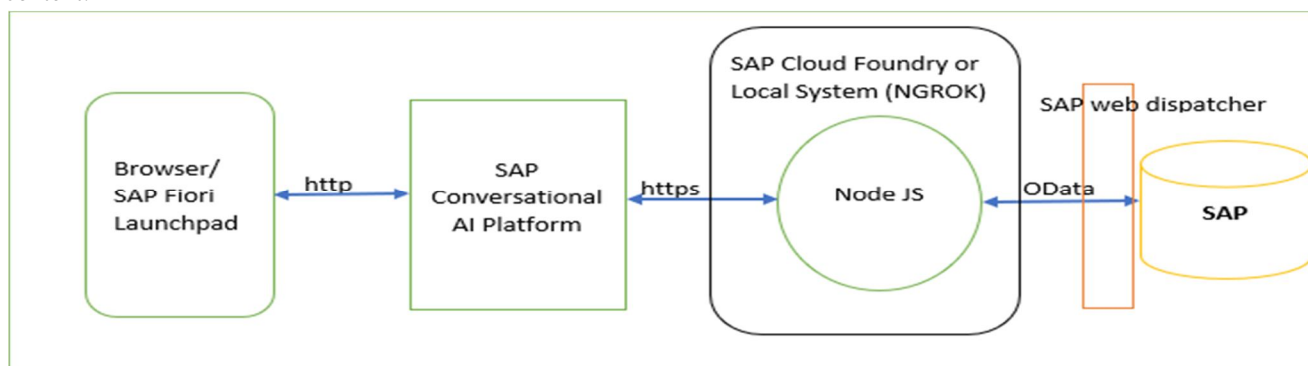 SAP Cloud Foundry or
Local System (NGROK)
SAP web dispatcher
Browser/
SAP Fiori
Launchpad
http
SAP
Conversational
AI Platform
https
Node JS
OData
SAP